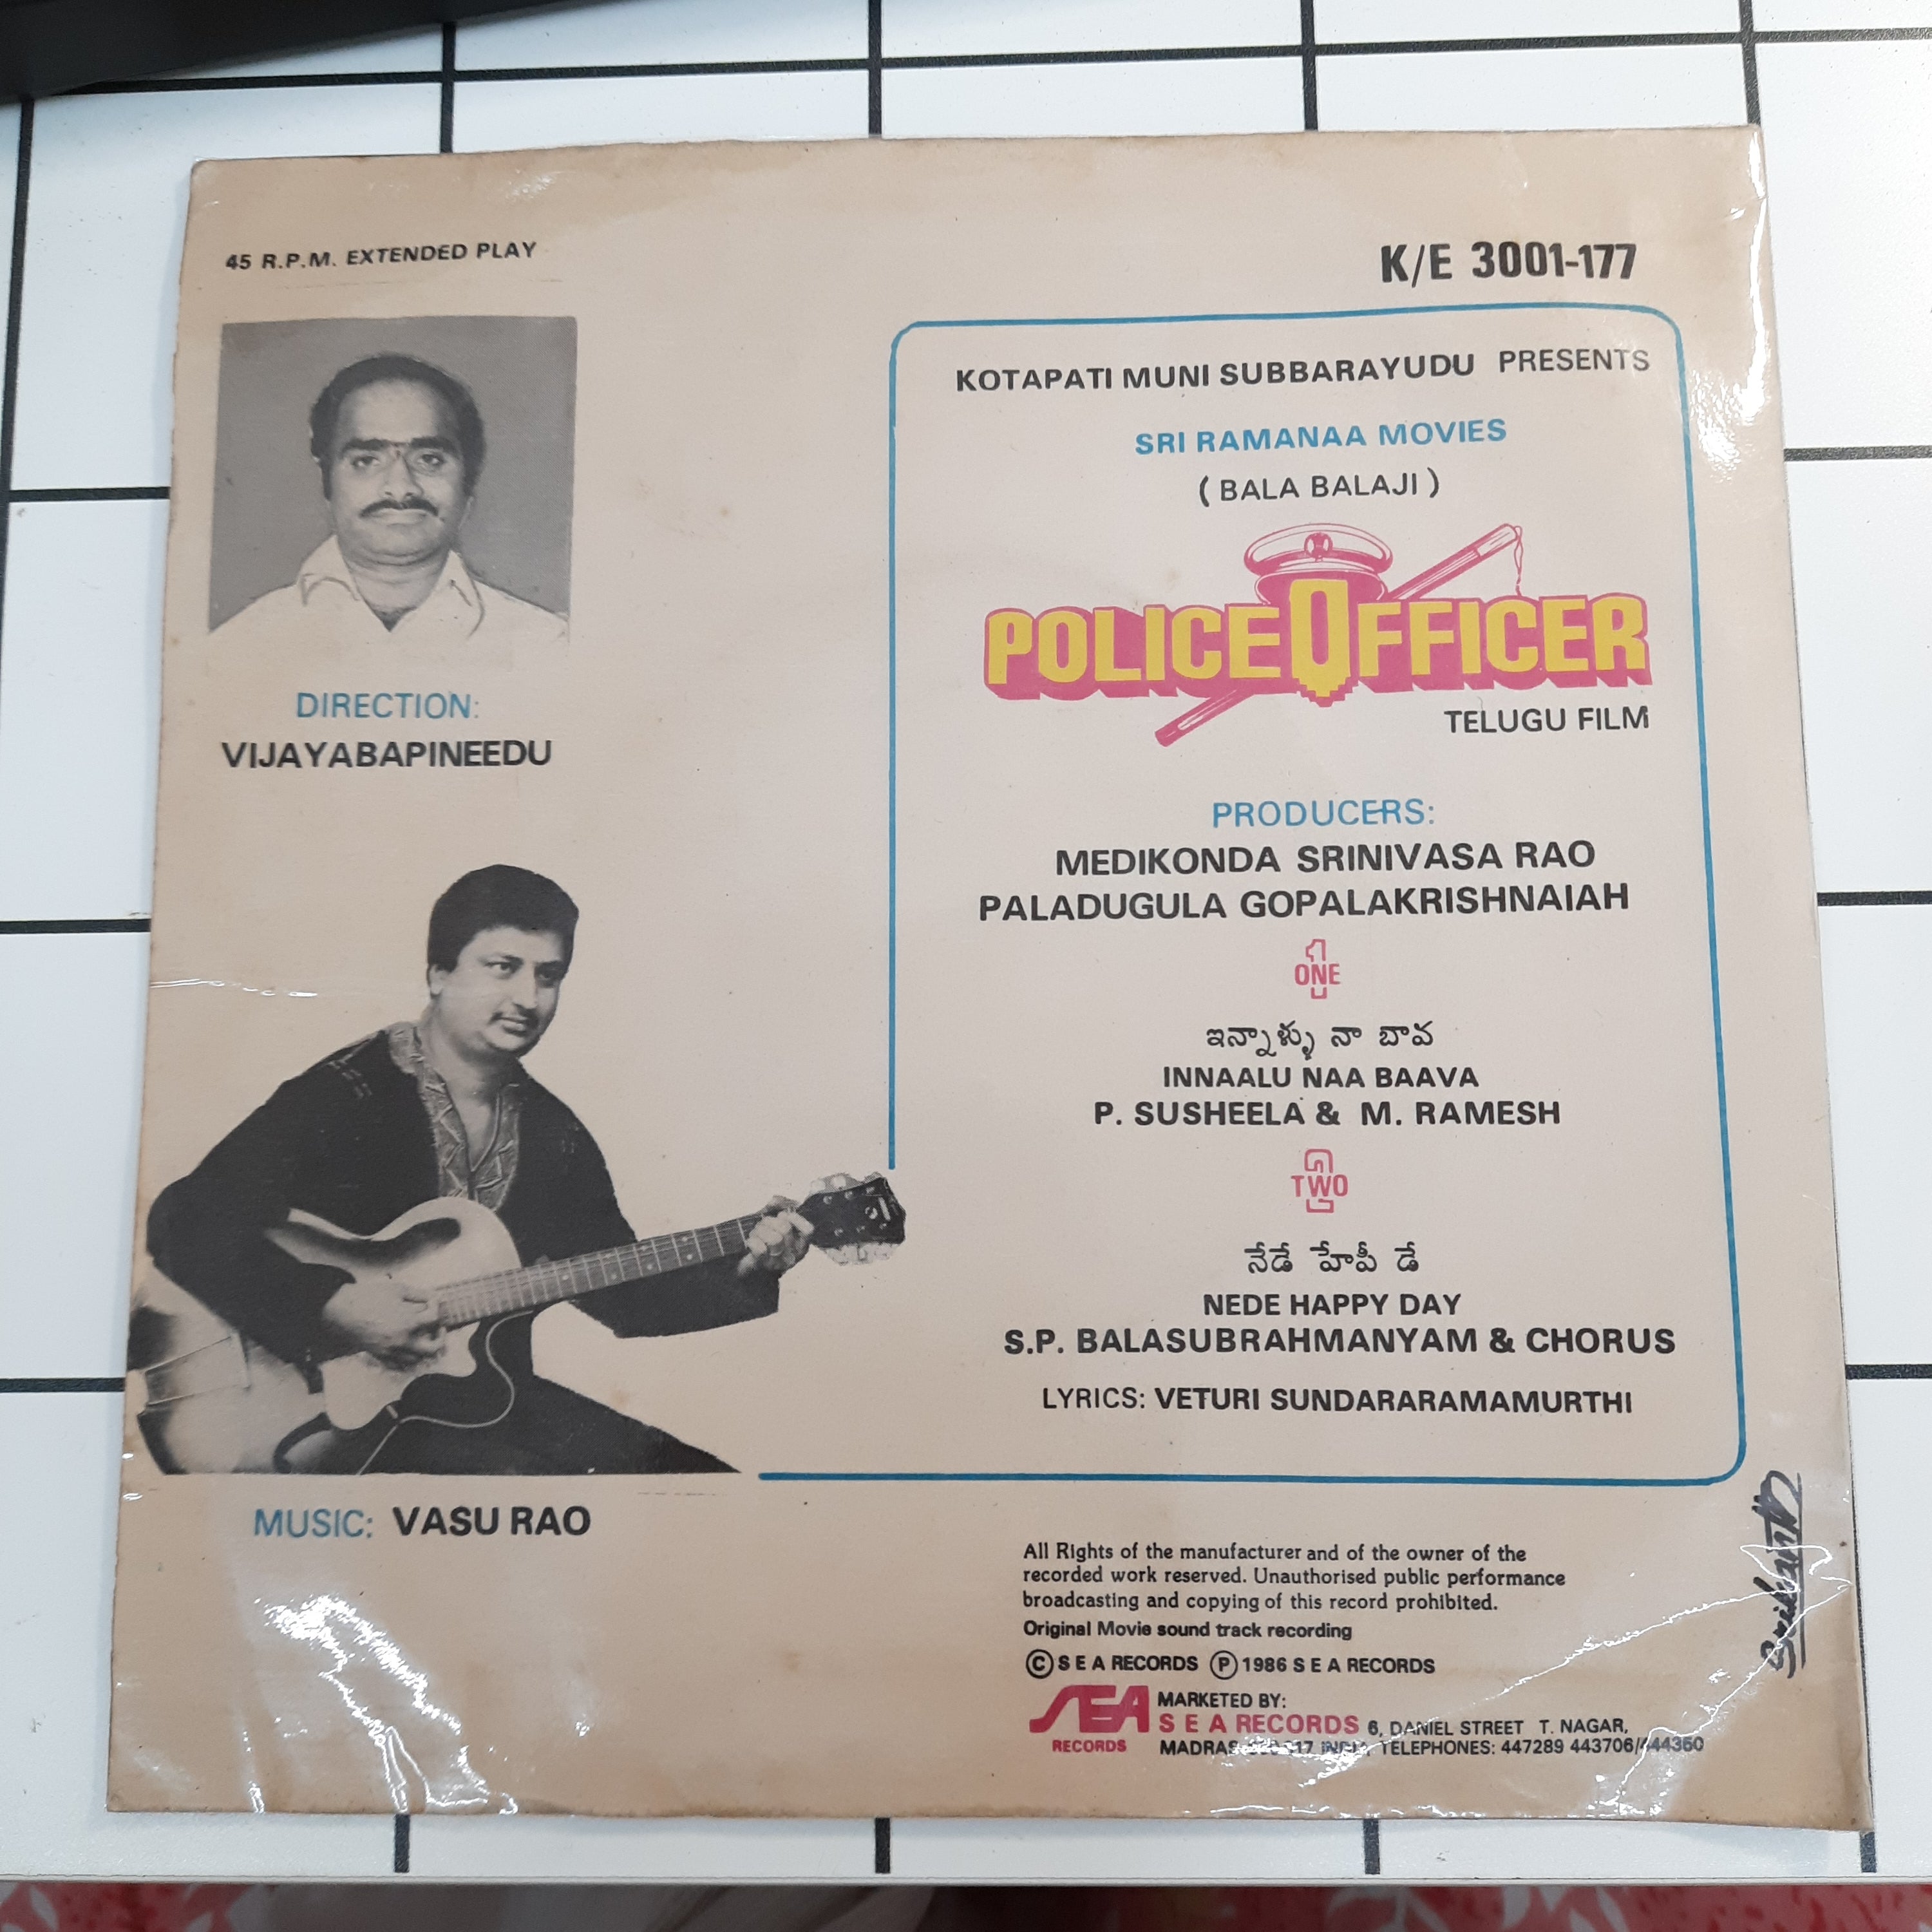 45 R.P.M. EXTENDED PLAY
K/E 3001-177
DIRECTION:
VIJAYABAPINEEDU
MUSIC: VASU RAO
KOTAPATI MUNI SUBBARAYUDU PRESENTS
SRI RAMANAA MOVIES
( BALA BALAJI )
POLICE OFFICER
TELUGU FILM
PRODUCERS:
MEDIKONDA SRINIVASA RAO
PALADUGULA GOPALAKRISHNAIAH
1
ONE
ఇన్నాళ్ళు నా బావ
INNAALU NAA BAAVA
P. SUSHEELA & M. RAMESH
2
TWO
నేడే హేపీ డే
NEDE HAPPY DAY
S.P. BALASUBRAHMANYAM & CHORUS
LYRICS: VETURI SUNDARARAMAMURTHI
All Rights of the manufacturer and of the owner of the
recorded work reserved. Unauthorised public performance
broadcasting and copying of this record prohibited.
Original Movie sound track recording
© S E A RECORDS ℗ 1986 S E A RECORDS
SEA
RECORDS
MARKETED BY:
S E A RECORDS 6, DANIEL STREET T. NAGAR,
MADRAS INDIA TELEPHONES: 447289 443706/444360